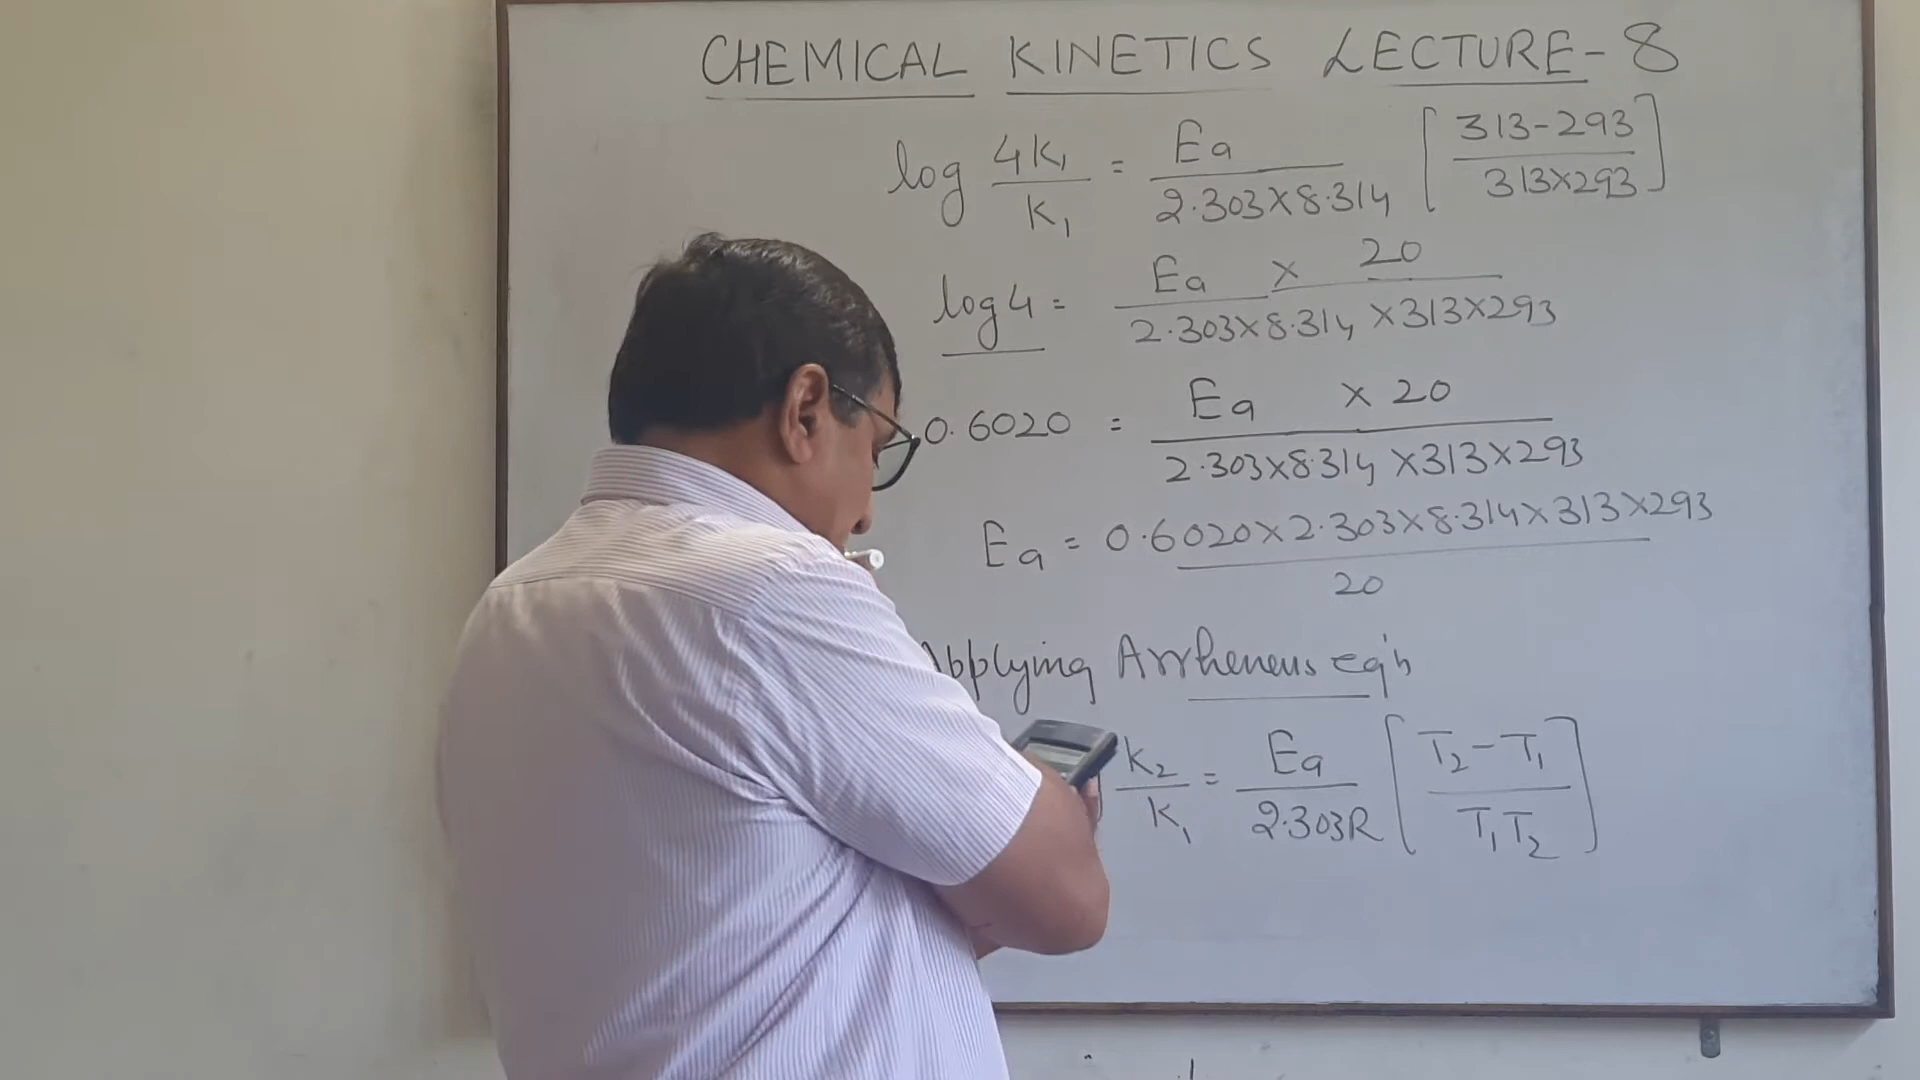 CHEMICAL KINETICS LECTURE-8
log 4K₁/K₁ = Ea/2.303×8.314 [313-293/313×293]
log 4 = Ea × 20/2.303×8.314×313×293
0.6020 = Ea × 20/2.303×8.314×313×293
Ea = 0.6020×2.303×8.314×313×293/20
Applying Arrheneus eq'n
K₂/K₁ = Ea/2.303R [T₂-T₁/T₁T₂]